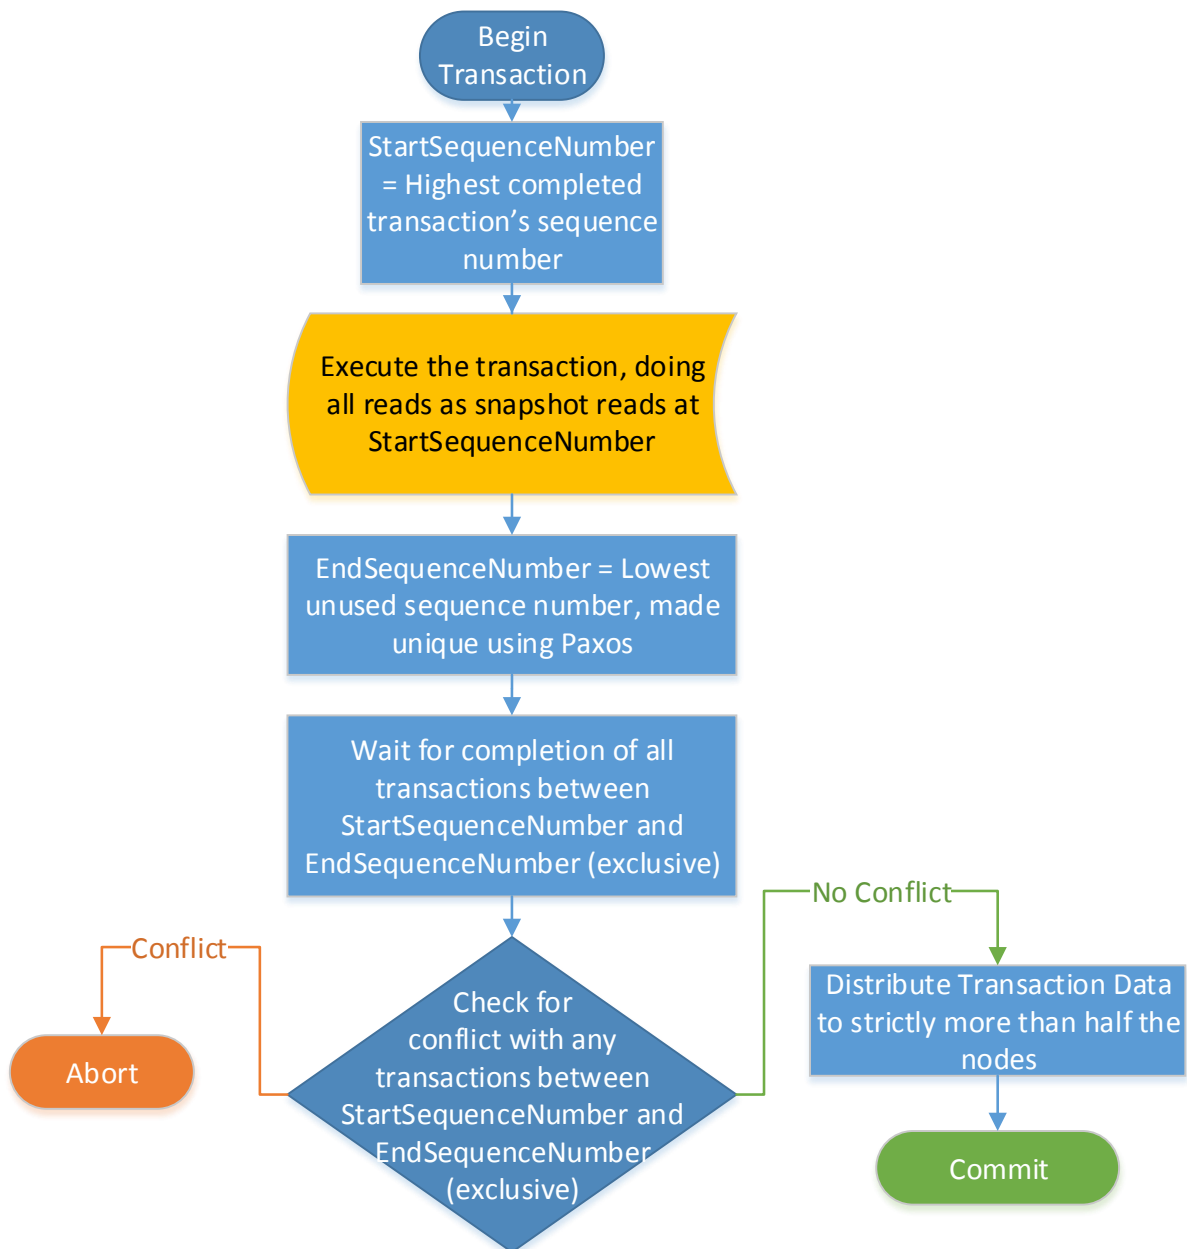 Begin
Transaction
StartSequenceNumber
= Highest completed
transaction’s sequence
number
Execute the transaction, doing
all reads as snapshot reads at
StartSequenceNumber
EndSequenceNumber = Lowest
unused sequence number, made
unique using Paxos
Wait for completion of all
transactions between
StartSequenceNumber and
EndSequenceNumber (exclusive)
No Conflict
Conflict
Check for
conflict with any
transactions between
StartSequenceNumber and
EndSequenceNumber
(exclusive)
Distribute Transaction Data
to strictly more than half the
nodes
Abort
Commit